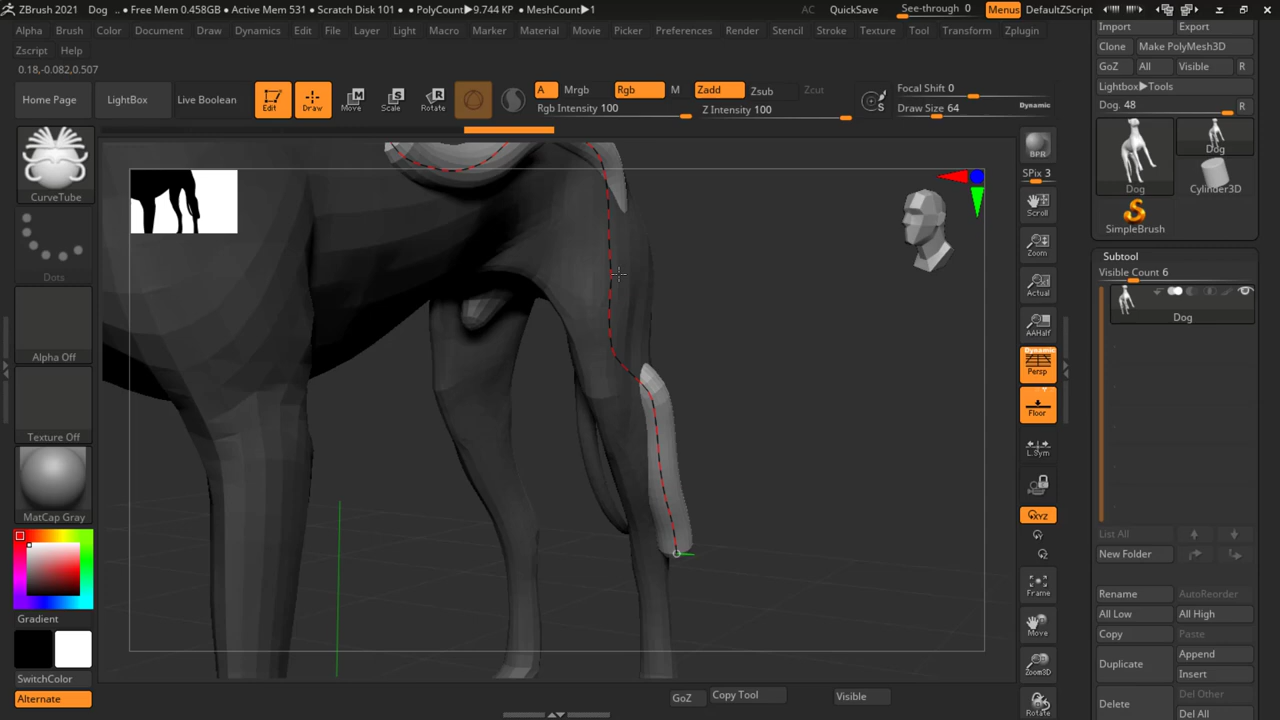 ZBrush 2021 Dog .. • Free Mem 0.458GB • Active Mem 531 • Scratch Disk 101 • • PolyCount▶9.744 KP • MeshCount▶1 AC QuickSave See-through 0 Menus DefaultZScript
Alpha Brush Color Document Draw Dynamics Edit File Layer Light Macro Marker Material Movie Picker Preferences Render Stencil Stroke Texture Tool Transform Zplugin
Zscript Help
0.18,-0.082,0.507
Home Page LightBox Live Boolean Edit Draw Move Scale Rotate
A Mrgb Rgb M Zadd Zsub Zcut
Rgb Intensity 100 Z Intensity 100
Focal Shift 0
Draw Size 64 Dynamic
CurveTube
Dots
Alpha Off
Texture Off
MatCap Gray
Gradient
SwitchColor
Alternate
BPR
SPix 3
Scroll
Zoom
Actual
AAHalf
Dynamic
Persp
Floor
L.Sym
XYZ
Frame
Move
Zoom3D
Rotate
Import Export
Clone Make PolyMesh3D
GoZ All Visible R
Lightbox▶Tools
Dog. 48 R
Dog Dog
Cylinder3D
SimpleBrush
Subtool
Visible Count 6
Dog
List All
New Folder
Rename AutoReorder
All Low All High
Copy Paste
Duplicate Append
Insert
Delete Del Other
Del All
GoZ Copy Tool Visible